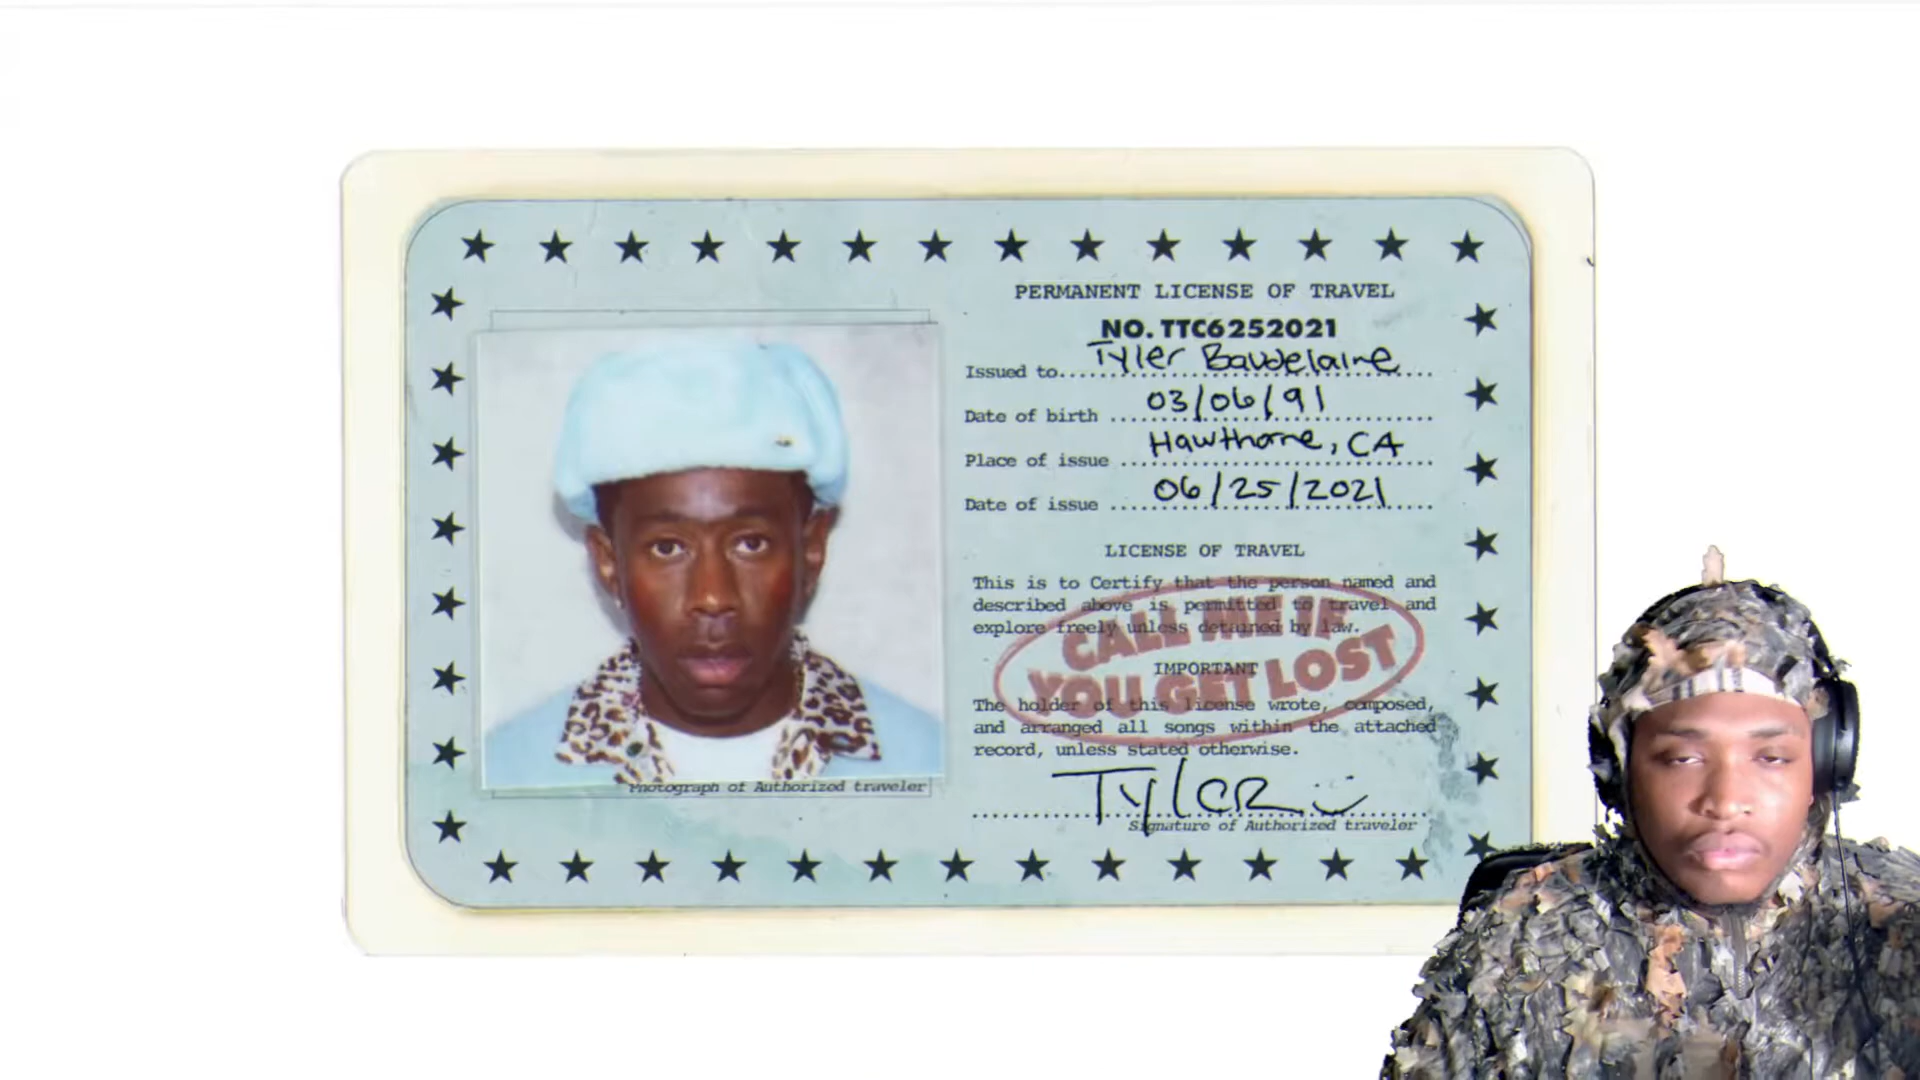 PERMANENT LICENSE OF TRAVEL
NO. TTC6252021
Issued to Tyler Baudelaire
Date of birth 03/06/91
Place of issue Hawthorne, CA
Date of issue 06/25/2021
LICENSE OF TRAVEL
This is to Certify that the person named and
described above is permitted to travel and
explore freely unless detained by law.
CALL ME IF
YOU GET LOST
IMPORTANT
The holder of this license wrote, composed,
and arranged all songs within the attached
record, unless stated otherwise.
TYLER
Signature of Authorized traveler
Photograph of Authorized traveler